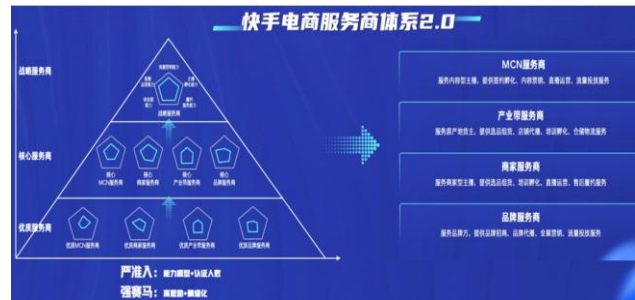 快手电商服务商体系2.0
战略服务商
战略服务商
核心服务商
核心
MCN服务商
核心
商家服务商
核心
产业带服务商
核心
品牌服务商
优质服务商
优质MCN服务商
优质商家服务商
优质产业带服务商
优质品牌服务商
严准入：能力模型+认证人数
强赛马：
MCN服务商
服务内容型主播，提供签约孵化、内容营销、直播运营、流量投放服务
产业带服务商
服务原产地货主，提供选品组货、店铺代播、培训孵化、仓储物流服务
商家服务商
服务商家型主播，提供选品组货、培训孵化、直播运营、售后履约服务
品牌服务商
服务品牌方，提供品牌招商、品牌代播、全案营销、流量投放服务